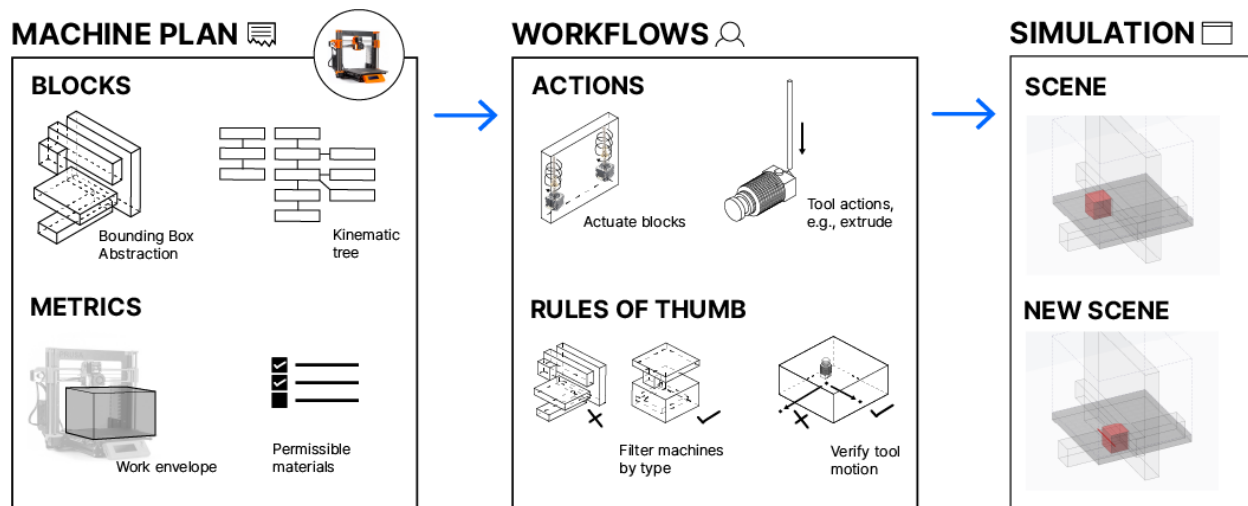 MACHINE PLAN
BLOCKS
Bounding Box
Abstraction
Kinematic
tree
METRICS
Work envelope
Permissible
materials
WORKFLOWS
ACTIONS
Actuate blocks
Tool actions,
e.g., extrude
RULES OF THUMB
Filter machines
by type
Verify tool
motion
SIMULATION
SCENE
NEW SCENE